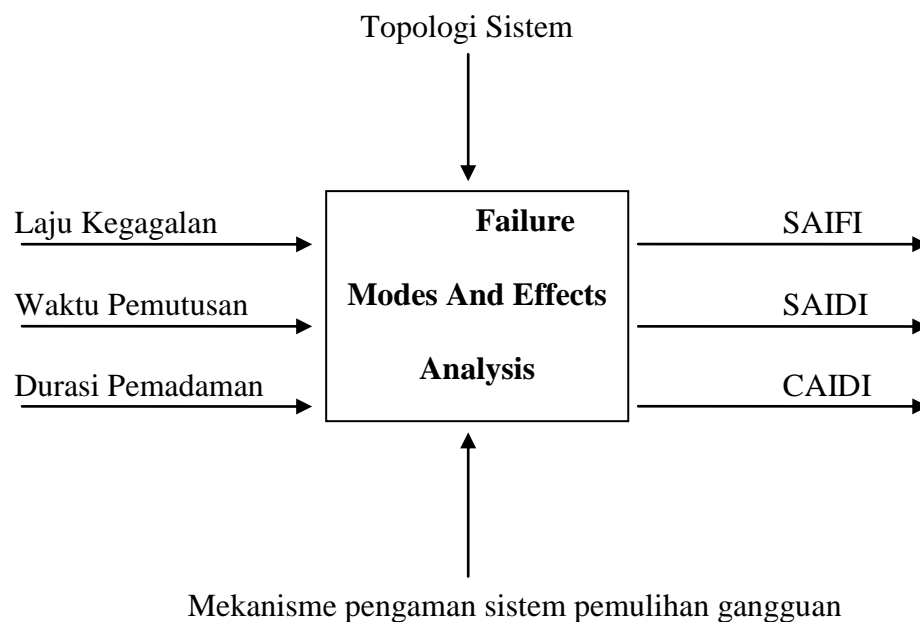 Topologi Sistem
Laju Kegagalan
Waktu Pemutusan
Durasi Pemadaman
Failure
Modes And Effects
Analysis
SAIFI
SAIDI
CAIDI
Mekanisme pengaman sistem pemulihan gangguan